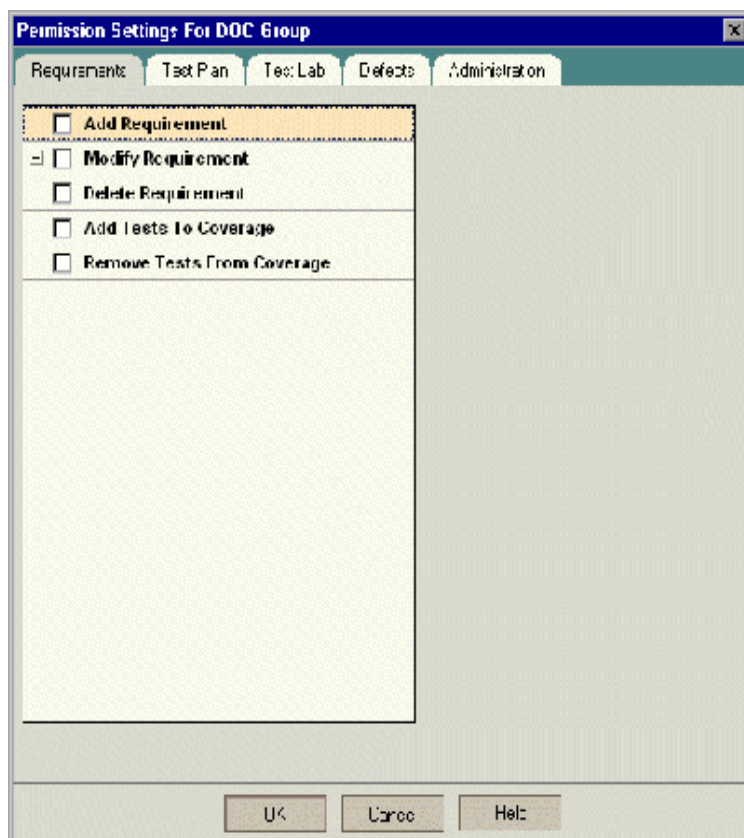 Permission Settings For DOC Group
Requirements Test Plan Test Lab Defects Administration
Add Requirement
Modify Requirement
Delete Requirement
Add Tests To Coverage
Remove Tests From Coverage
OK Cancel Help